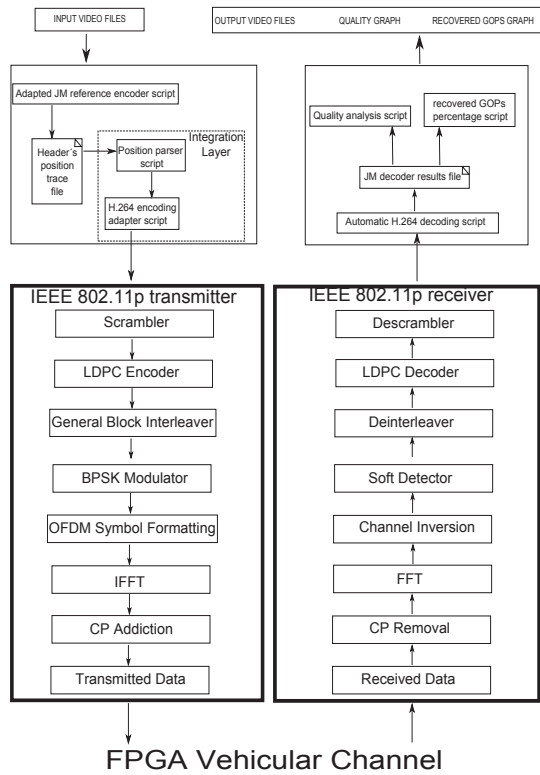 INPUT VIDEO FILES
OUTPUT VIDEO FILES
QUALITY GRAPH
RECOVERED GOPS GRAPH
Adapted JM reference encoder script
Header´s
position
trace
file
Integration
Layer
Position parser
script
H.264 encoding
adapter script
Quality analysis script
recovered GOPs
percentage script
JM decoder results file
Automatic H.264 decoding script
IEEE 802.11p transmitter
Scrambler
LDPC Encoder
General Block Interleaver
BPSK Modulator
OFDM Symbol Formatting
IFFT
CP Addiction
Transmitted Data
IEEE 802.11p receiver
Descrambler
LDPC Decoder
Deinterleaver
Soft Detector
Channel Inversion
FFT
CP Removal
Received Data
FPGA Vehicular Channel